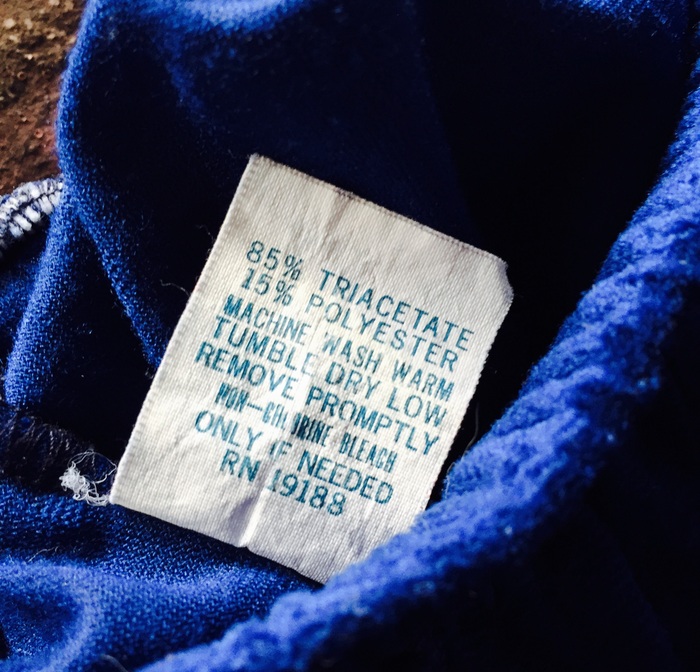 85% TRIACETATE
15% POLYESTER
MACHINE WASH WARM
TUMBLE DRY LOW
REMOVE PROMPTLY
NON-CHLORINE BLEACH
ONLY IF NEEDED
RN 19188